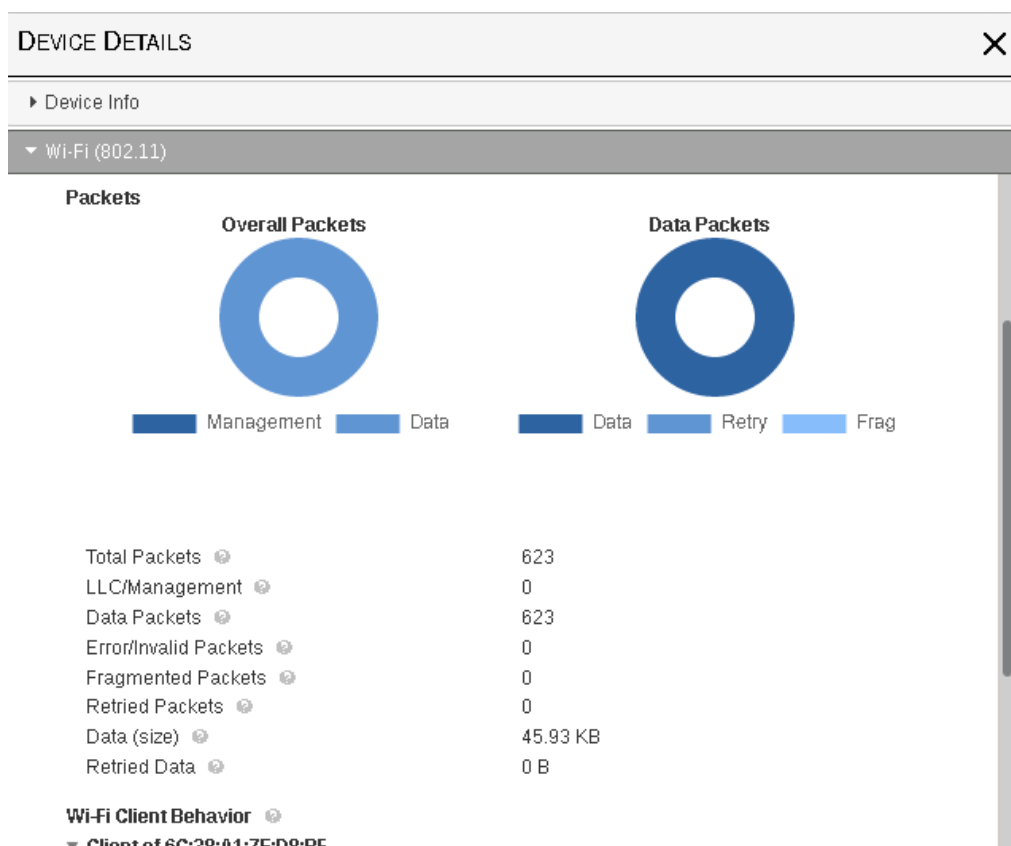 DEVICE DETAILS
Device Info
Wi-Fi (802.11)
Packets
Overall Packets Data Packets
Management Data Data Retry Frag
Total Packets 623
LLC/Management 0
Data Packets 623
Error/Invalid Packets 0
Fragmented Packets 0
Retried Packets 0
Data (size) 45.93 KB
Retried Data 0 B
Wi-Fi Client Behavior
Client of